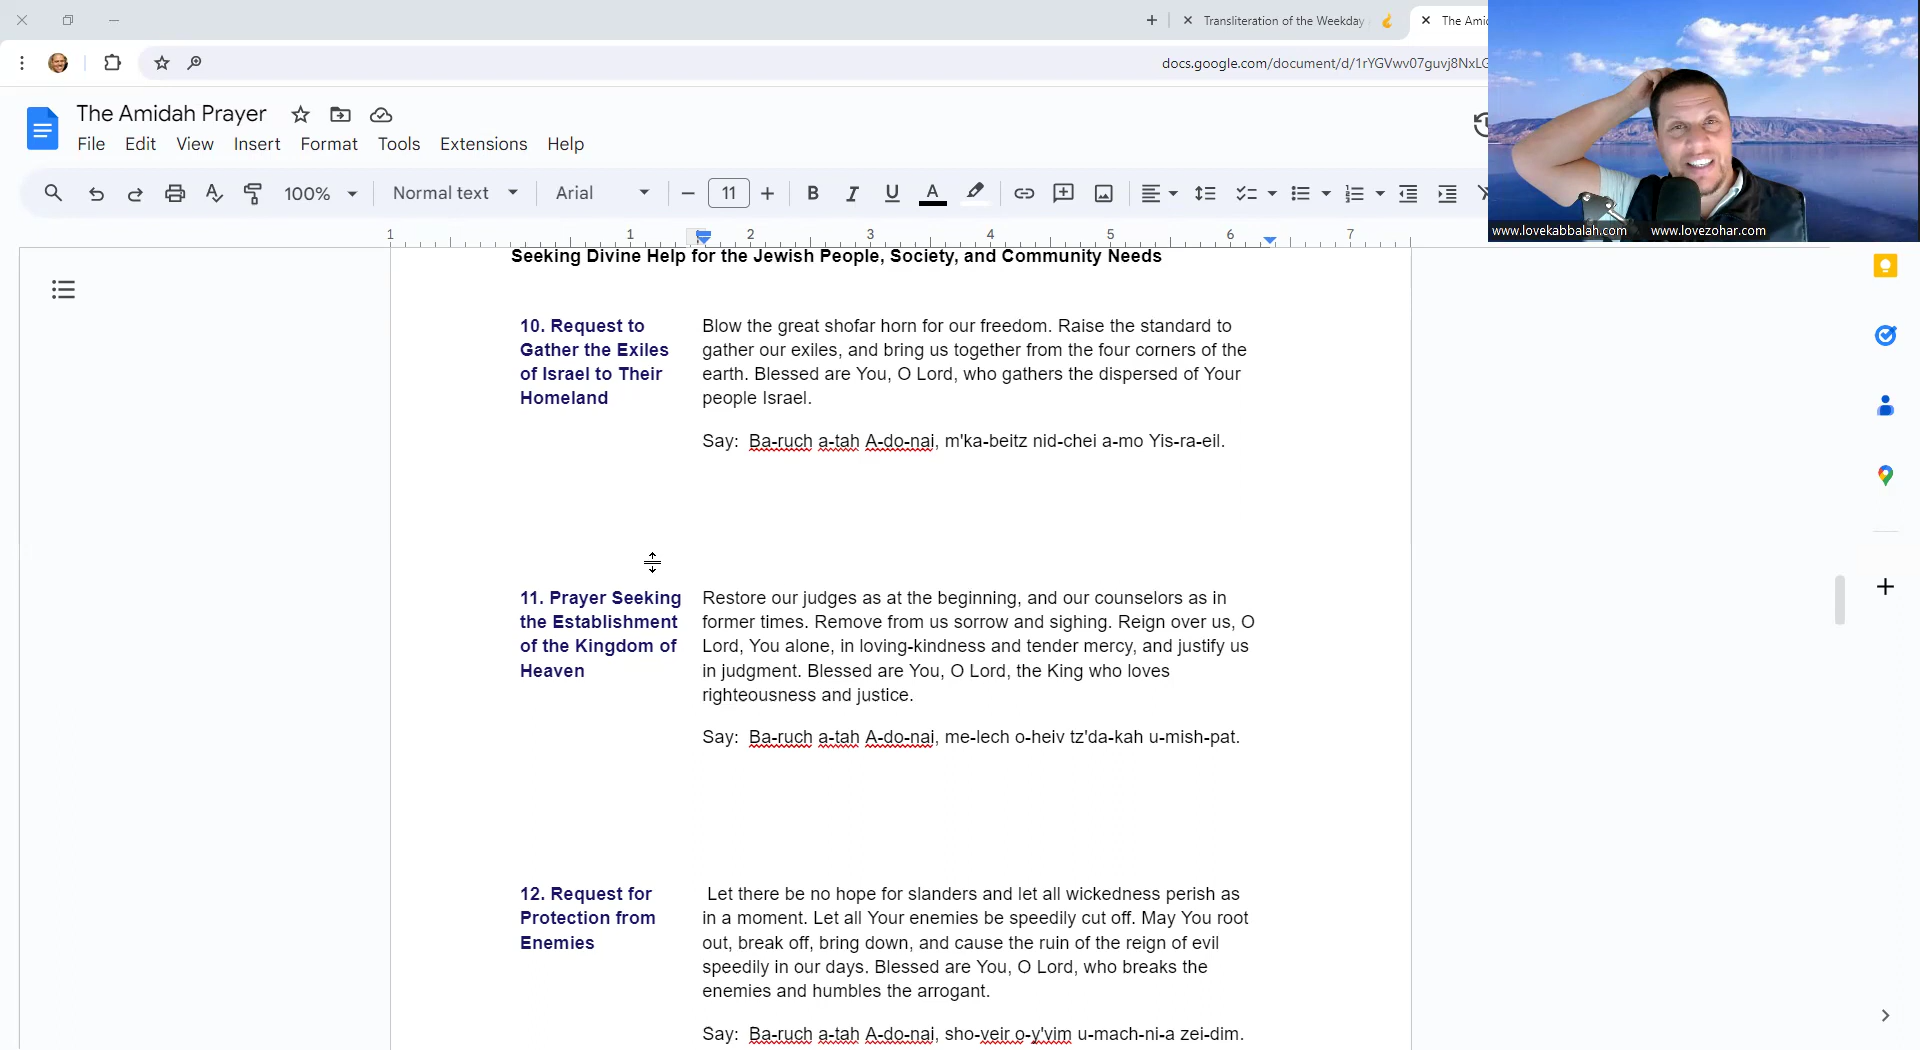 Transliteration of the Weekday
The Ami
docs.google.com/document/d/1rYGVwv07guvj8NxLG
The Amidah Prayer
File Edit View Insert Format Tools Extensions Help
100% Normal text Arial 11
1 1 2 3 4 5 6 7
www.lovekabbalah.com www.lovezohar.com
Seeking Divine Help for the Jewish People, Society, and Community Needs
10. Request to
Gather the Exiles
of Israel to Their
Homeland
Blow the great shofar horn for our freedom. Raise the standard to
gather our exiles, and bring us together from the four corners of the
earth. Blessed are You, O Lord, who gathers the dispersed of Your
people Israel.
Say: Ba-ruch a-tah A-do-nai, m'ka-beitz nid-chei a-mo Yis-ra-eil.
11. Prayer Seeking
the Establishment
of the Kingdom of
Heaven
Restore our judges as at the beginning, and our counselors as in
former times. Remove from us sorrow and sighing. Reign over us, O
Lord, You alone, in loving-kindness and tender mercy, and justify us
in judgment. Blessed are You, O Lord, the King who loves
righteousness and justice.
Say: Ba-ruch a-tah A-do-nai, me-lech o-heiv tz'da-kah u-mish-pat.
12. Request for
Protection from
Enemies
Let there be no hope for slanders and let all wickedness perish as
in a moment. Let all Your enemies be speedily cut off. May You root
out, break off, bring down, and cause the ruin of the reign of evil
speedily in our days. Blessed are You, O Lord, who breaks the
enemies and humbles the arrogant.
Say: Ba-ruch a-tah A-do-nai, sho-veir o-y'vim u-mach-ni-a zei-dim.